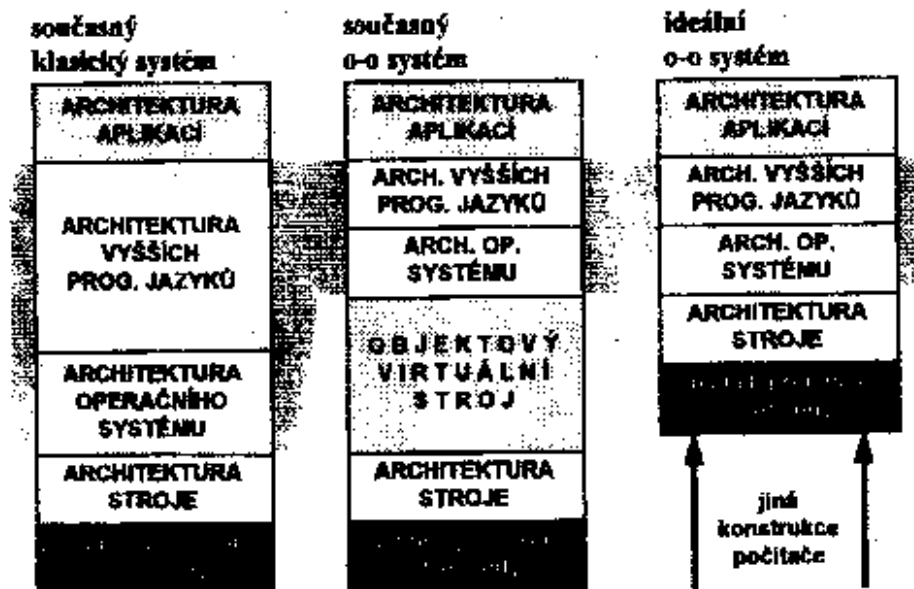 současný
klasický systém
ARCHITEKTURA
APLIKACÍ
ARCHITEKTURA
VYŠŠÍCH
PROG. JAZYKŮ
ARCHITEKTURA
OPERAČNÍHO
SYSTÉMU
ARCHITEKTURA
STROJE
současný
o-o systém
ARCHITEKTURA
APLIKACÍ
ARCH. VYŠŠÍCH
PROG. JAZYKŮ
ARCH. OP.
SYSTÉMU
OBJEKTOVÝ
VIRTUÁLNÍ
STROJ
ARCHITEKTURA
STROJE
ideální
o-o systém
ARCHITEKTURA
APLIKACÍ
ARCH. VYŠŠÍCH
PROG. JAZYKŮ
ARCH. OP.
SYSTÉMU
ARCHITEKTURA
STROJE
jiná
konstrukce
počítače